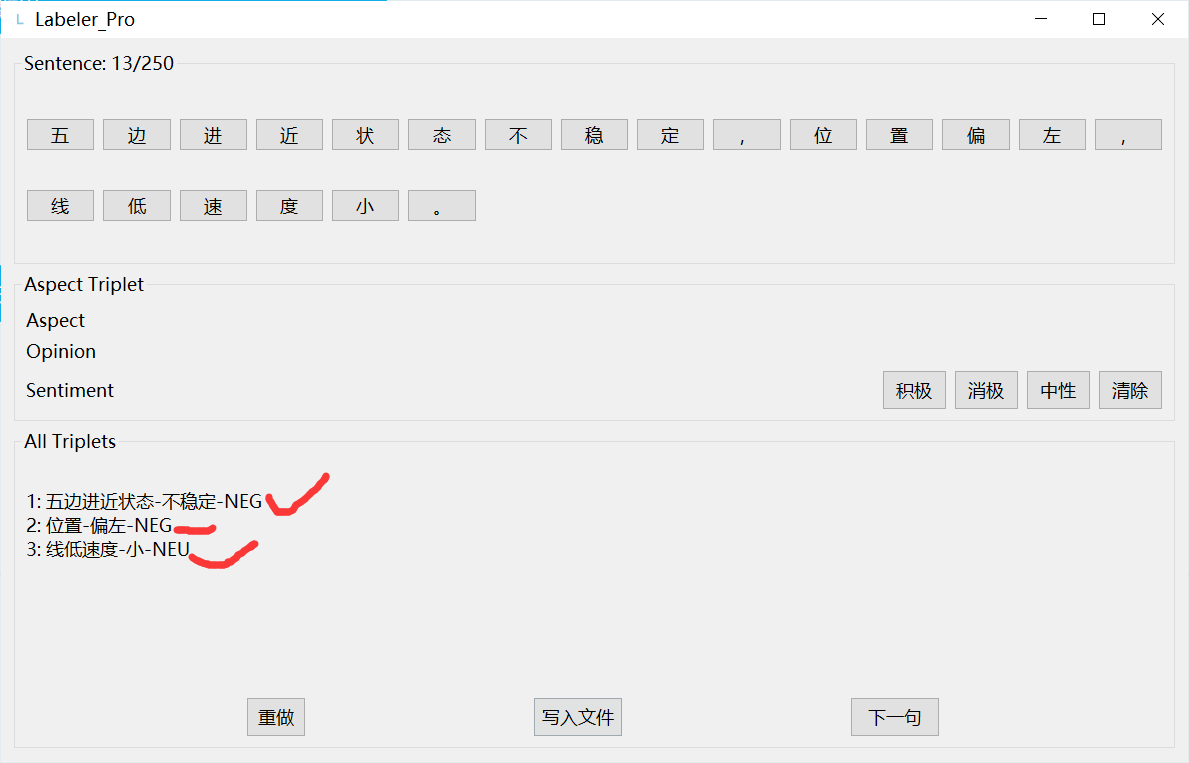 L Labeler_Pro
Sentence: 13/250
五 边 进 近 状 态 不 稳 定 ， 位 置 偏 左 ，
线 低 速 度 小 。
Aspect Triplet
Aspect
Opinion
Sentiment 积极 消极 中性 清除
All Triplets
1: 五边进近状态-不稳定-NEG
2: 位置-偏左-NEG
3: 线低速度-小-NEU
重做 写入文件 下一句